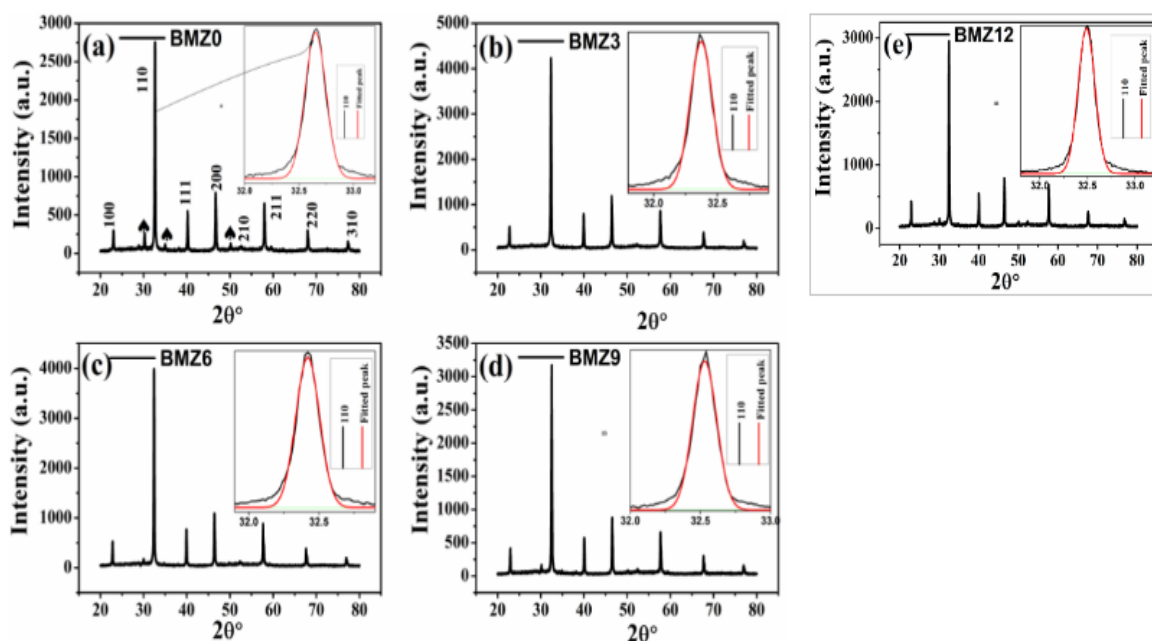 (a) BMZ0
Intensity (a.u.)
3000
2500
2000
1500
1000
500
0
100
110
111
200
210
211
220
310
110
Fitted peak
32.0 32.5 33.0
20 30 40 50 60 70 80
2θ°
(b) BMZ3
Intensity (a.u.)
5000
4000
3000
2000
1000
0
110
Fitted peak
32.0 32.5
20 30 40 50 60 70 80
2θ°
(e) BMZ12
Intensity (a.u.)
3000
2000
1000
0
110
Fitted peak
32.0 32.5 33.0
20 30 40 50 60 70 80
2θ°
(c) BMZ6
Intensity (a.u.)
4000
3000
2000
1000
0
110
Fitted peak
32.0 32.5
20 30 40 50 60 70 80
2θ°
(d) BMZ9
Intensity (a.u.)
3500
3000
2500
2000
1500
1000
500
0
110
Fitted peak
32.0 32.5 33.0
20 30 40 50 60 70 80
2θ°